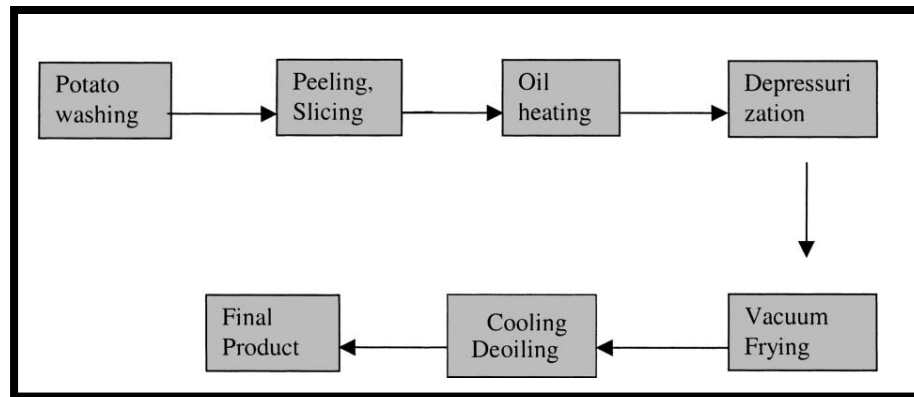 Potato
washing
Peeling,
Slicing
Oil
heating
Depressuri
zation
Vacuum
Frying
Cooling
Deoiling
Final
Product